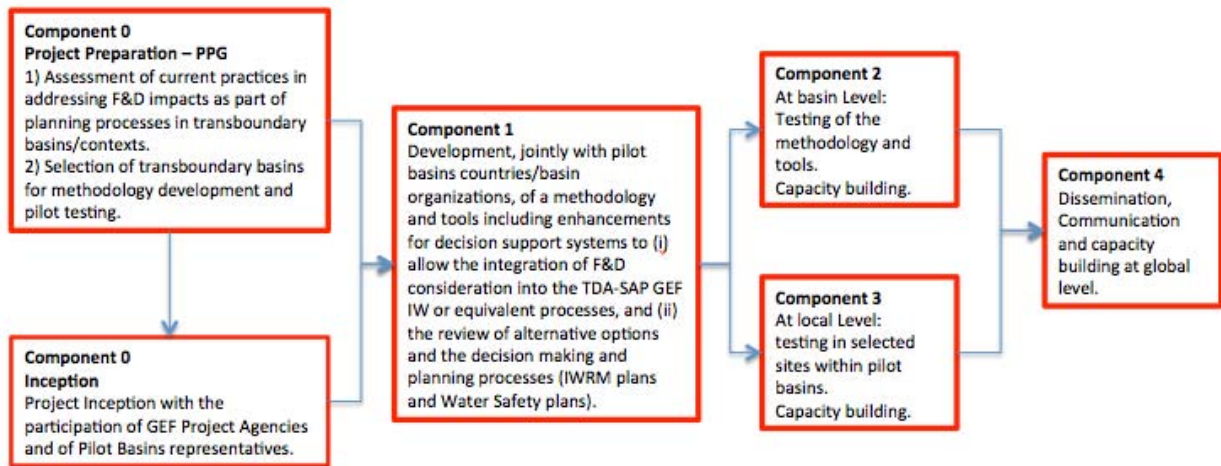 Component 0
Project Preparation – PPG
1) Assessment of current practices in
addressing F&D impacts as part of
planning processes in transboundary
basins/contexts.
2) Selection of transboundary basins
for methodology development and
pilot testing.
Component 0
Inception
Project Inception with the
participation of GEF Project Agencies
and of Pilot Basins representatives.
Component 1
Development, jointly with pilot
basins countries/basin
organizations, of a methodology
and tools including enhancements
for decision support systems to (i)
allow the integration of F&D
consideration into the TDA-SAP GEF
IW or equivalent processes, and (ii)
the review of alternative options
and the decision making and
planning processes (IWRM plans
and Water Safety plans).
Component 2
At basin Level:
Testing of the
methodology and
tools.
Capacity building.
Component 3
At local Level:
testing in selected
sites within pilot
basins.
Capacity building.
Component 4
Dissemination,
Communication
and capacity
building at global
level.